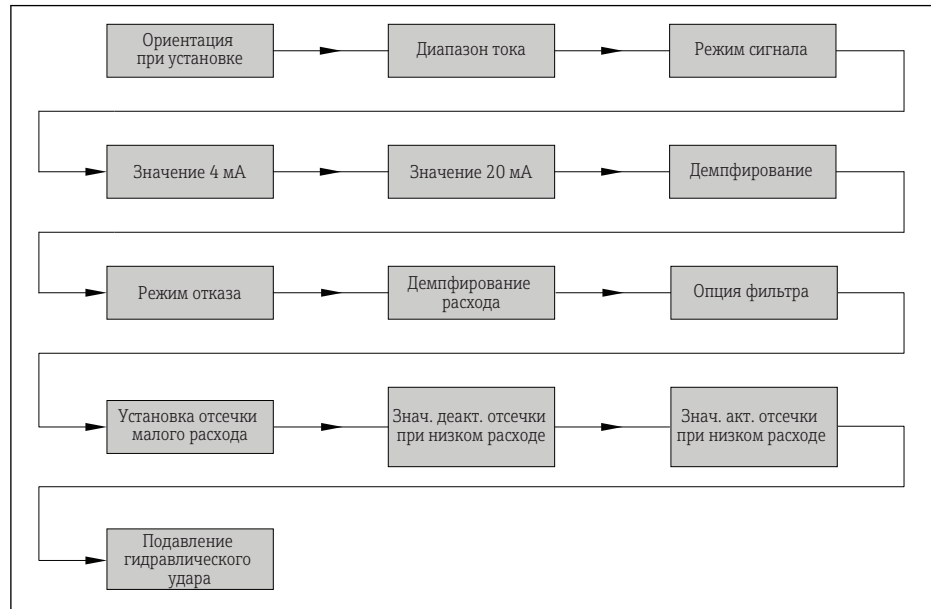 Ориентация
при установке
Диапазон тока
Режим сигнала
Значение 4 мА
Значение 20 мА
Демпфирование
Режим отказа
Демпфирование
расхода
Опция фильтра
Установка отсечки
малого расхода
Знач. деакт. отсечки
при низком расходе
Знач. акт. отсечки
при низком расходе
Подавление
гидравлического
удара